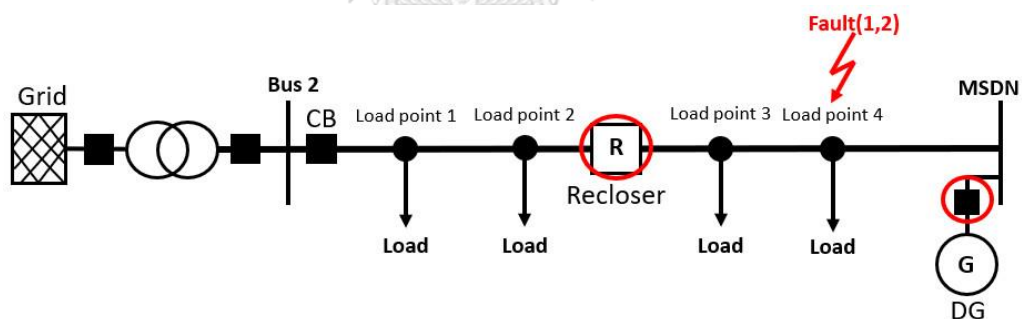 Fault(1,2)
Grid
Bus 2
CB
Load point 1
Load point 2
Load point 3
Load point 4
MSDN
R
Recloser
Load
Load
Load
Load
G
DG